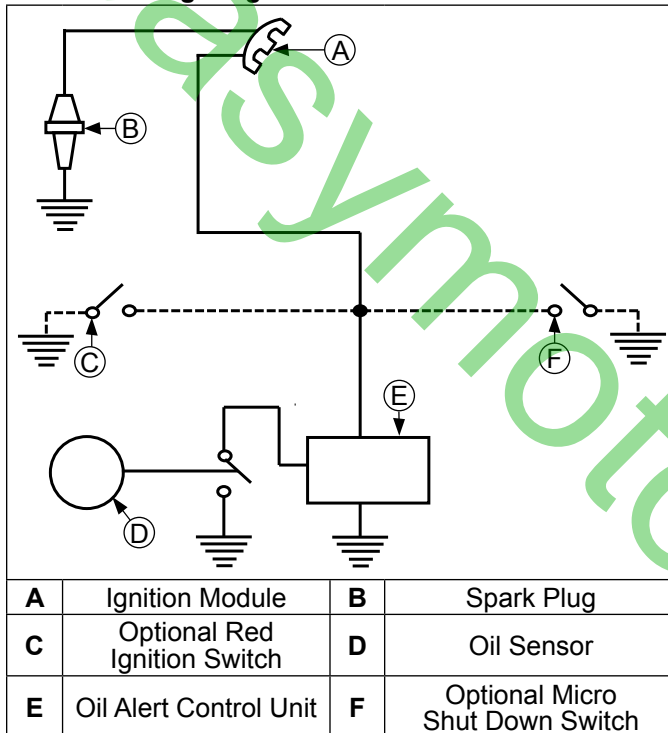 A
B
C
F
E
D
A Ignition Module B Spark Plug
C Optional Red Ignition Switch D Oil Sensor
E Oil Alert Control Unit F Optional Micro Shut Down Switch